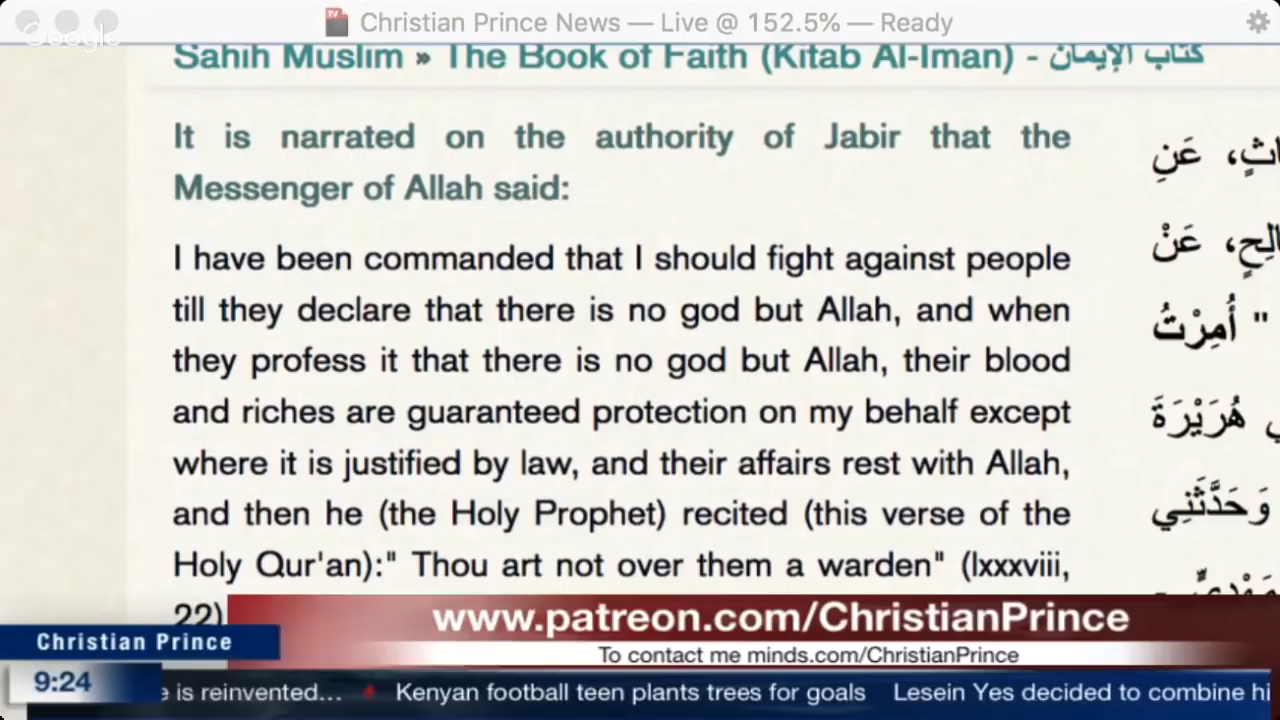 Christian Prince News — Live @ 152.5% — Ready
Google
Sahih Muslim » The Book of Faith (Kitab Al-Iman) - كتاب الإيمان
It is narrated on the authority of Jabir that the
Messenger of Allah said:
I have been commanded that I should fight against people
till they declare that there is no god but Allah, and when
they profess it that there is no god but Allah, their blood
and riches are guaranteed protection on my behalf except
where it is justified by law, and their affairs rest with Allah,
and then he (the Holy Prophet) recited (this verse of the
Holy Qur'an):" Thou art not over them a warden" (lxxxviii,
22)
عَنِ
عَنْ
" أُمِرْتُ
هُرَيْرَةَ
وَحَدَّثَنِي
www.patreon.com/ChristianPrince
To contact me minds.com/ChristianPrince
Christian Prince
9:24
e is reinvented... Kenyan football teen plants trees for goals Lesein Yes decided to combine hi